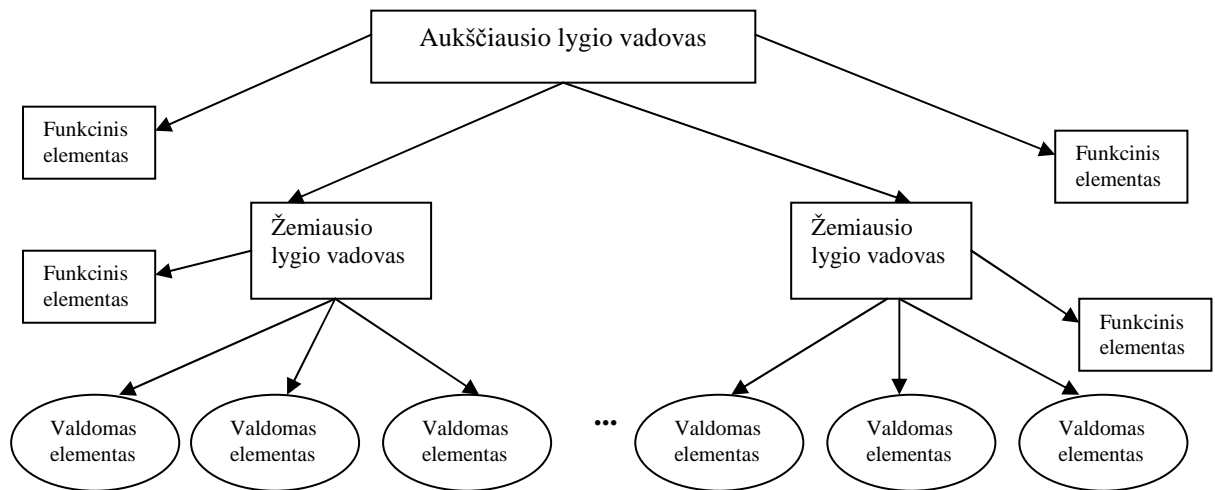 Aukščiausio lygio vadovas
Funkcinis
elementas
Funkcinis
elementas
Žemiausio
lygio vadovas
Žemiausio
lygio vadovas
Funkcinis
elementas
Funkcinis
elementas
Valdomas
elementas
Valdomas
elementas
Valdomas
elementas
...
Valdomas
elementas
Valdomas
elementas
Valdomas
elementas